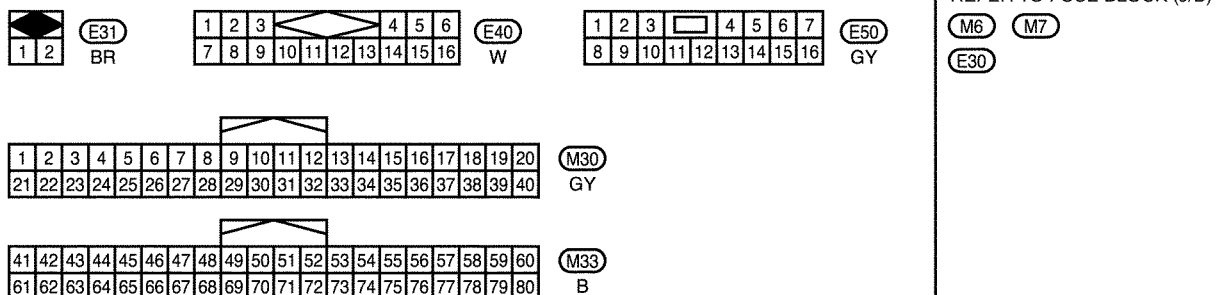 1 2 E31 BR
1 2 3 4 5 6 E40
7 8 9 10 11 12 13 14 15 16 W
1 2 3 4 5 6 7 E50
8 9 10 11 12 13 14 15 16 GY
M6 M7
E30
1 2 3 4 5 6 7 8 9 10 11 12 13 14 15 16 17 18 19 20 M30
21 22 23 24 25 26 27 28 29 30 31 32 33 34 35 36 37 38 39 40 GY
41 42 43 44 45 46 47 48 49 50 51 52 53 54 55 56 57 58 59 60 M33
61 62 63 64 65 66 67 68 69 70 71 72 73 74 75 76 77 78 79 80 B